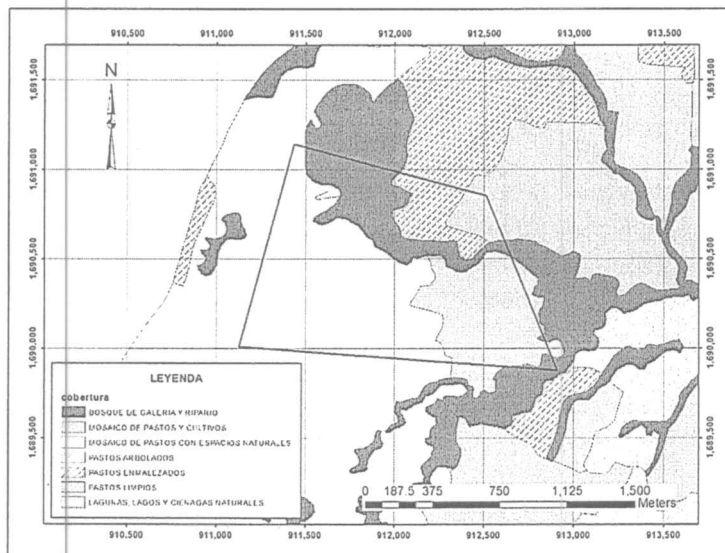 910,500 911,000 911,500 912,000 912,500 913,000 913,500
1,691,500 1,691,500
N
1,691,000 1,691,000
1,690,500 1,690,500
1,690,000 1,690,000
1,689,500 1,689,500
LEYENDA
cobertura
BOSQUE DE GALERIA Y RIPARIO
MOSAICO DE PASTOS Y CULTIVOS
MOSAICO DE PASTOS CON ESPACIOS NATURALES
PASTOS ARBOLADOS
PASTOS ENMALEZADOS
PASTOS LIMPIOS
LAGUNAS, LAGOS Y CIENAGAS NATURALES
0 187.5 375 750 1,125 1,500
Meters
910,500 911,000 911,500 912,000 912,500 913,000 913,500